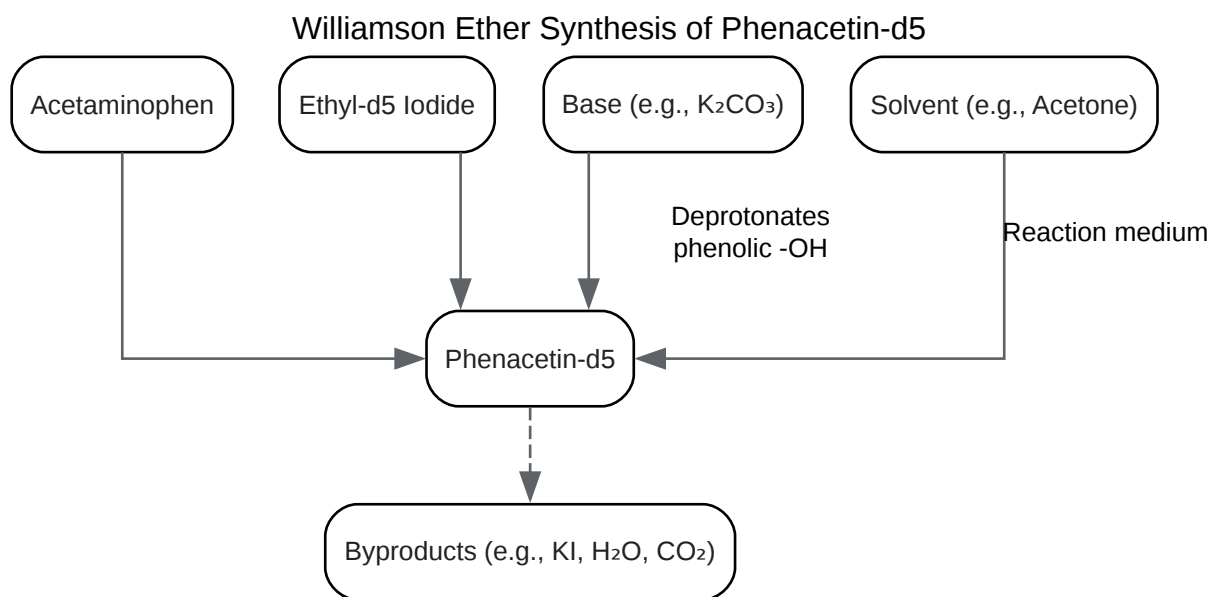 Williamson Ether Synthesis of Phenacetin-d5
Acetaminophen
Ethyl-d5 Iodide
Base (e.g., K₂CO₃)
Solvent (e.g., Acetone)
Deprotonates
phenolic -OH
Reaction medium
Phenacetin-d5
Byproducts (e.g., KI, H₂O, CO₂)